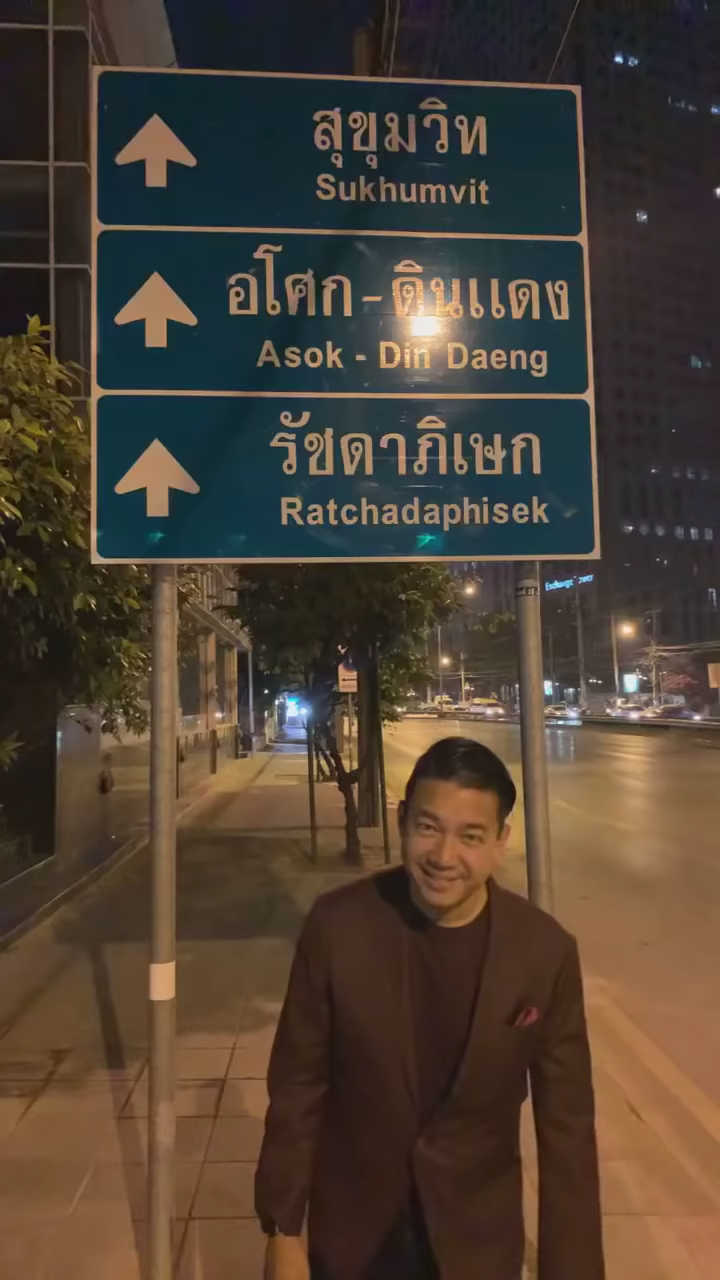 สุขุมวิท
Sukhumvit
อโศก-ดินแดง
Asok - Din Daeng
รัชดาภิเษก
Ratchadaphisek